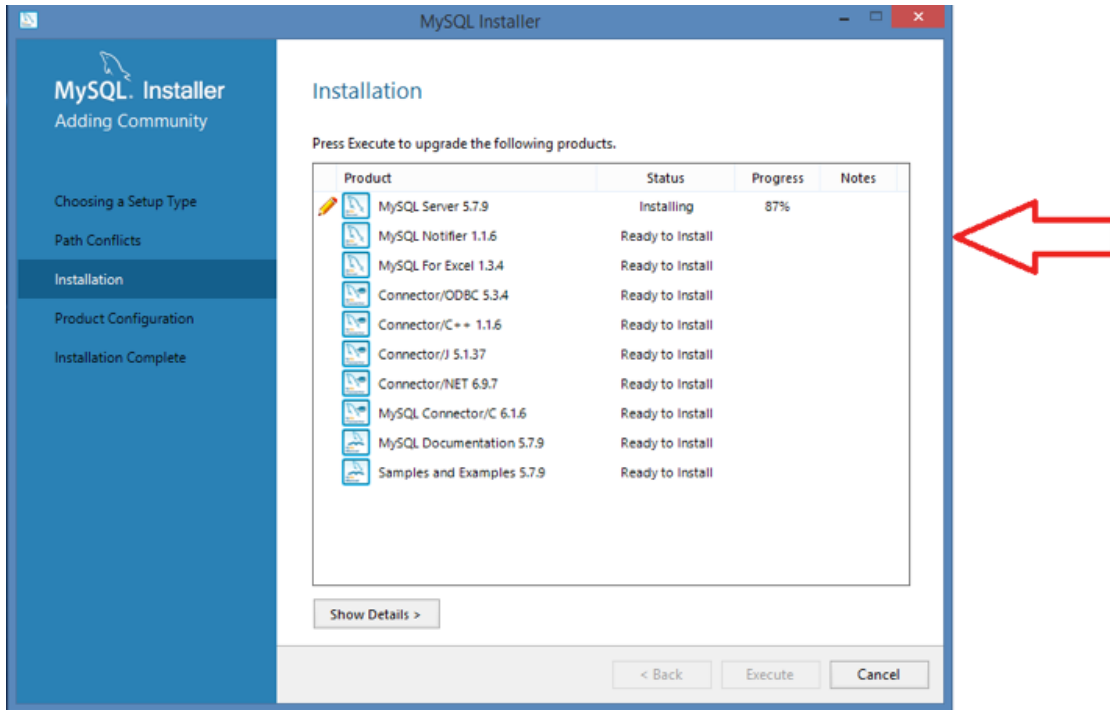 MySQL Installer
MySQL. Installer
Adding Community
Choosing a Setup Type
Path Conflicts
Installation
Product Configuration
Installation Complete
Installation
Press Execute to upgrade the following products.
Product Status Progress Notes
MySQL Server 5.7.9 Installing 87%
MySQL Notifier 1.1.6 Ready to Install
MySQL For Excel 1.3.4 Ready to Install
Connector/ODBC 5.3.4 Ready to Install
Connector/C++ 1.1.6 Ready to Install
Connector/J 5.1.37 Ready to Install
Connector/NET 6.9.7 Ready to Install
MySQL Connector/C 6.1.6 Ready to Install
MySQL Documentation 5.7.9 Ready to Install
Samples and Examples 5.7.9 Ready to Install
Show Details >
< Back Execute Cancel